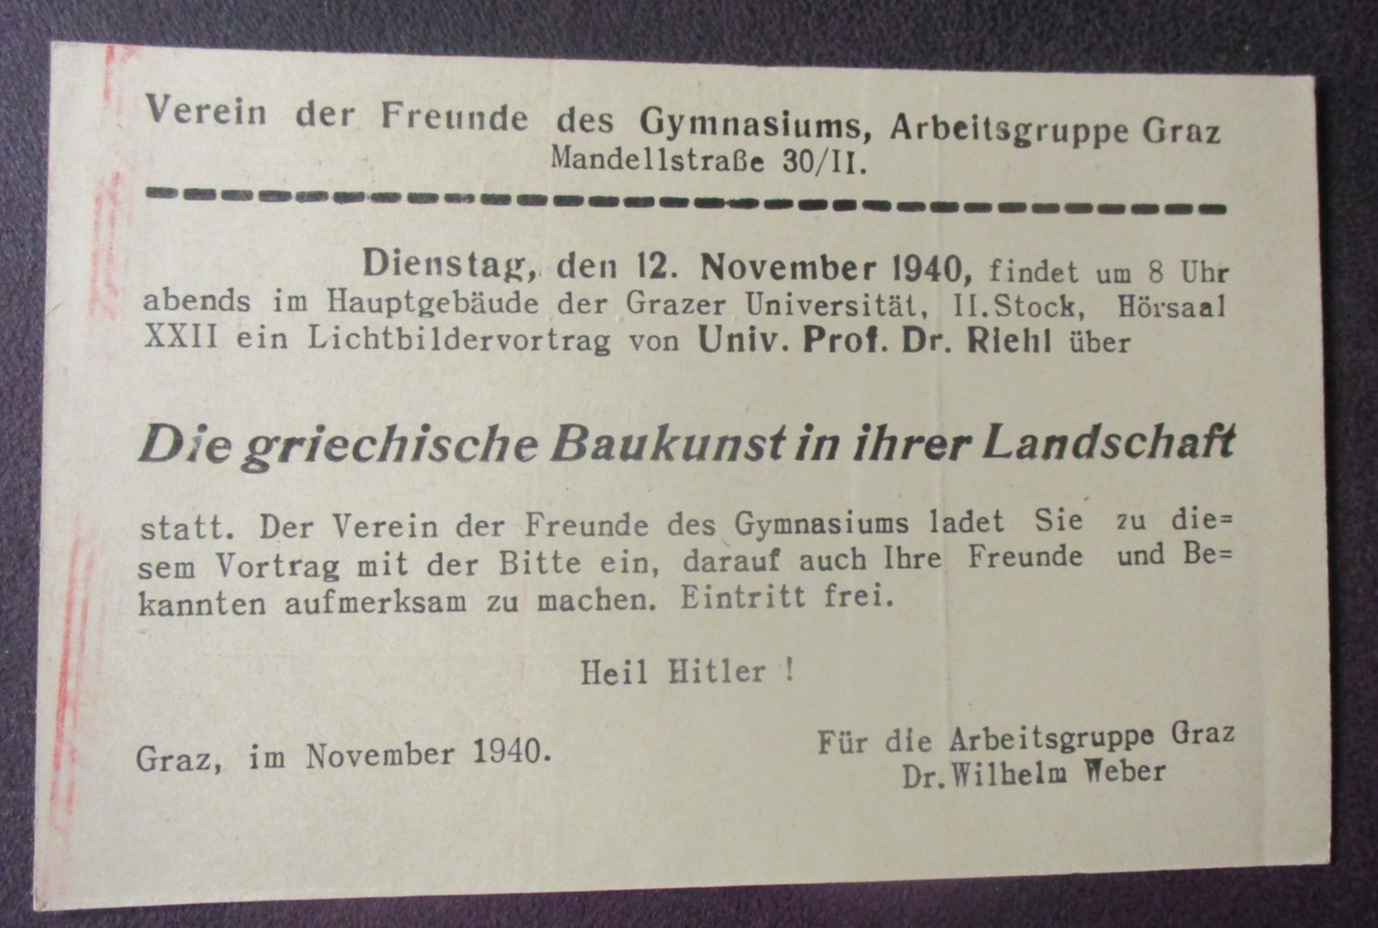 Verein der Freunde des Gymnasiums, Arbeitsgruppe Graz
Mandellstraße 30/II.
Dienstag, den 12. November 1940, findet um 8 Uhr
abends im Hauptgebäude der Grazer Universität, II.Stock, Hörsaal
XXII ein Lichtbildervortrag von Univ. Prof. Dr. Riehl über
Die griechische Baukunst in ihrer Landschaft
statt. Der Verein der Freunde des Gymnasiums ladet Sie zu die=
sem Vortrag mit der Bitte ein, darauf auch Ihre Freunde und Be=
kannten aufmerksam zu machen. Eintritt frei.
Heil Hitler !
Graz, im November 1940.
Für die Arbeitsgruppe Graz
Dr.Wilhelm Weber